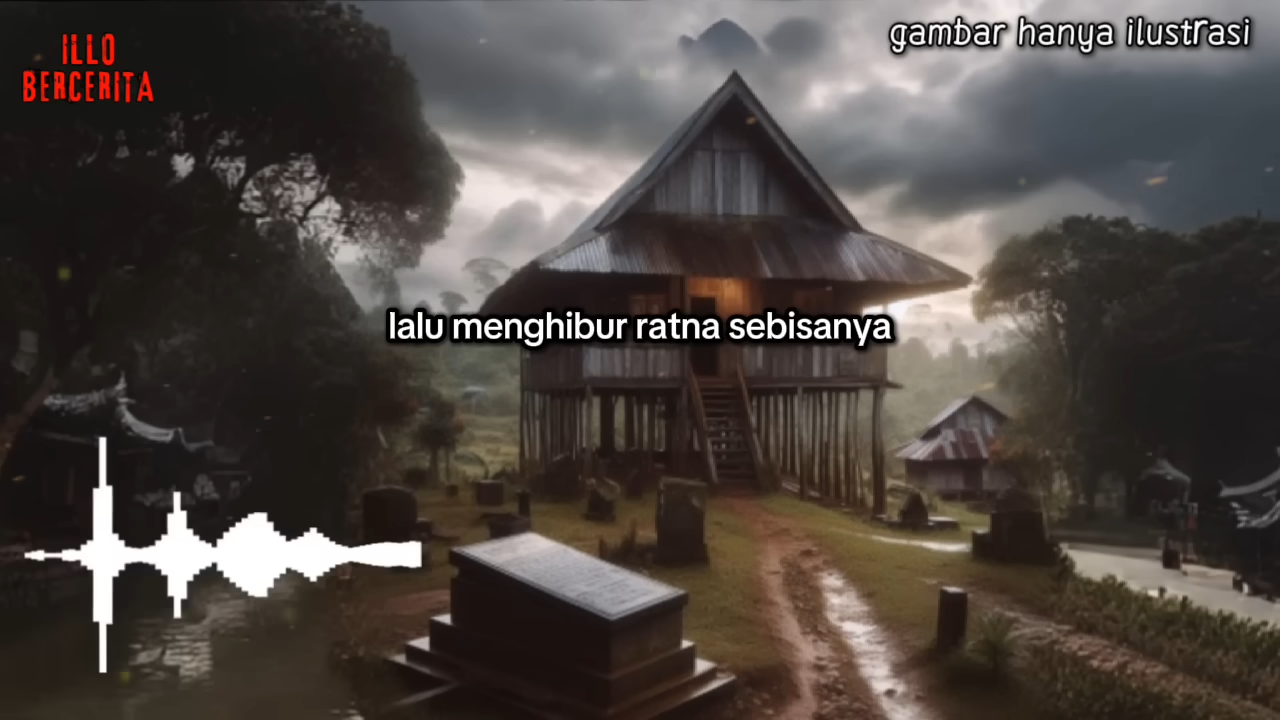 ILLO
BERCERITA
gambar hanya ilustrasi
lalu menghibur ratna sebisanya